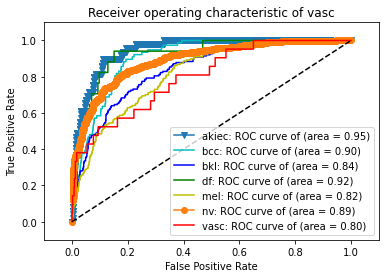 Receiver operating characteristic of vasc
True Positive Rate
1.0
0.8
0.6
0.4
0.2
0.0
akiec: ROC curve of (area = 0.95)
bcc: ROC curve of (area = 0.90)
bkl: ROC curve of (area = 0.84)
df: ROC curve of (area = 0.92)
mel: ROC curve of (area = 0.82)
nv: ROC curve of (area = 0.89)
vasc: ROC curve of (area = 0.80)
0.0 0.2 0.4 0.6 0.8 1.0
False Positive Rate